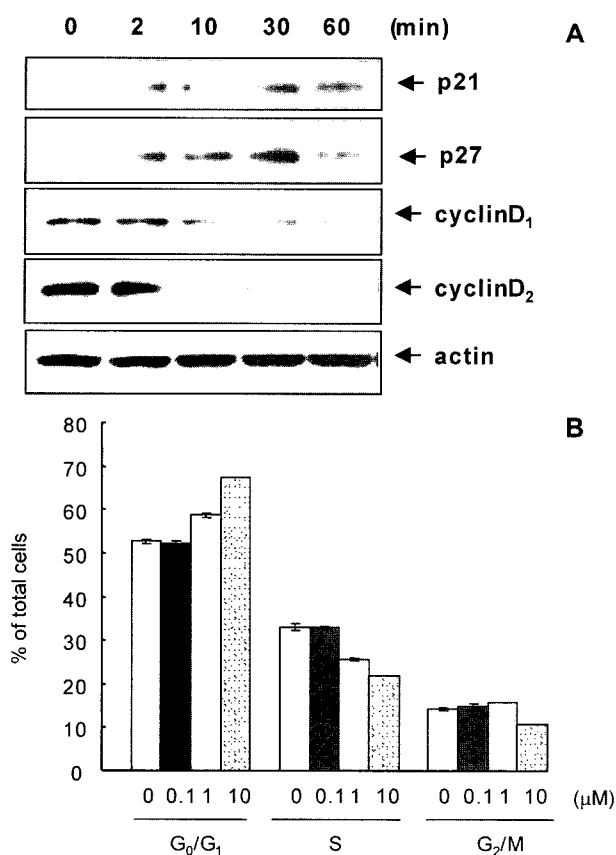 0 2 10 30 60 (min) A
p21
p27
cyclinD₁
cyclinD₂
actin
B
80
70
60
50
40
30
20
10
0
% of total cells
0 0.1 1 10 0 0.1 1 10 0 0.1 1 10 (μM)
G₀/G₁ S G₂/M